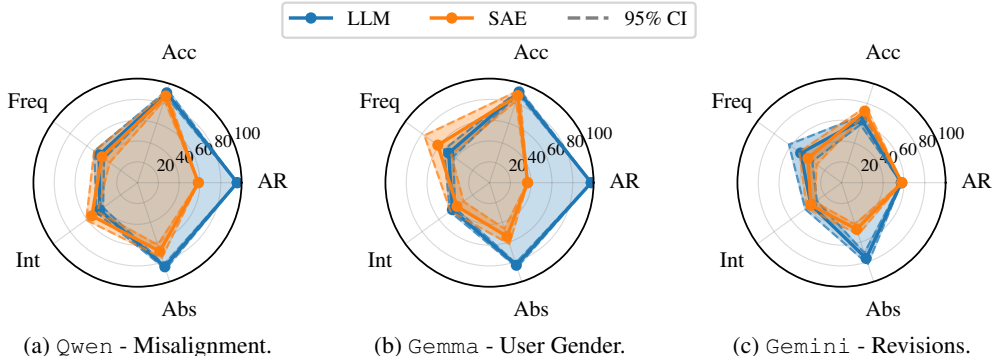 LLM SAE 95% CI
Acc Acc Acc
Freq Freq Freq
20 40 60 80 100 20 40 60 80 100 20 40 60 80 100
AR AR AR
Int Int Int
Abs Abs Abs
(a) Qwen - Misalignment. (b) Gemma - User Gender. (c) Gemini - Revisions.